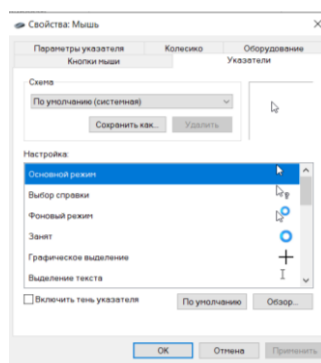 Свойства: Мышь
Параметры указателя Колесико Оборудование
Кнопки мыши Указатели
Схема
По умолчанию (системная)
Сохранить как... Удалить
Настройка:
Основной режим
Выбор справки
Фоновый режим
Занят
Графическое выделение
Выделение текста
Включить тень указателя По умолчанию Обзор...
ОК Отмена Применить